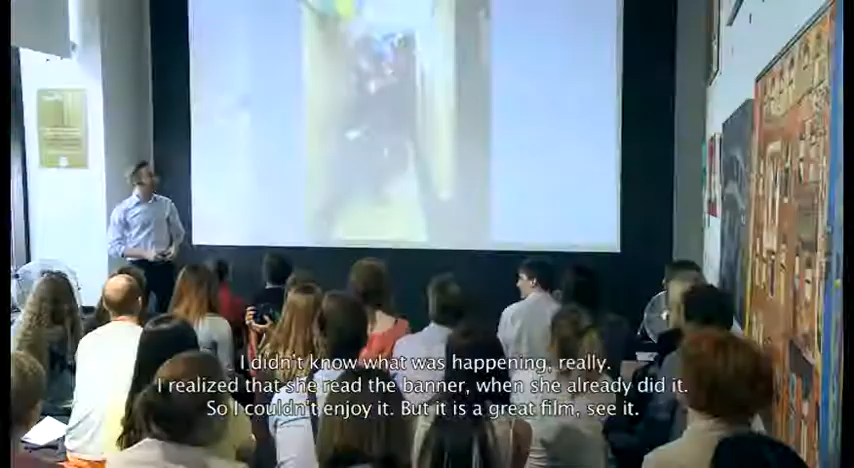 I didn't know what was happening, really.
I realized that she read the banner, when she already did it.
So I couldn't enjoy it. But it is a great film, see it.